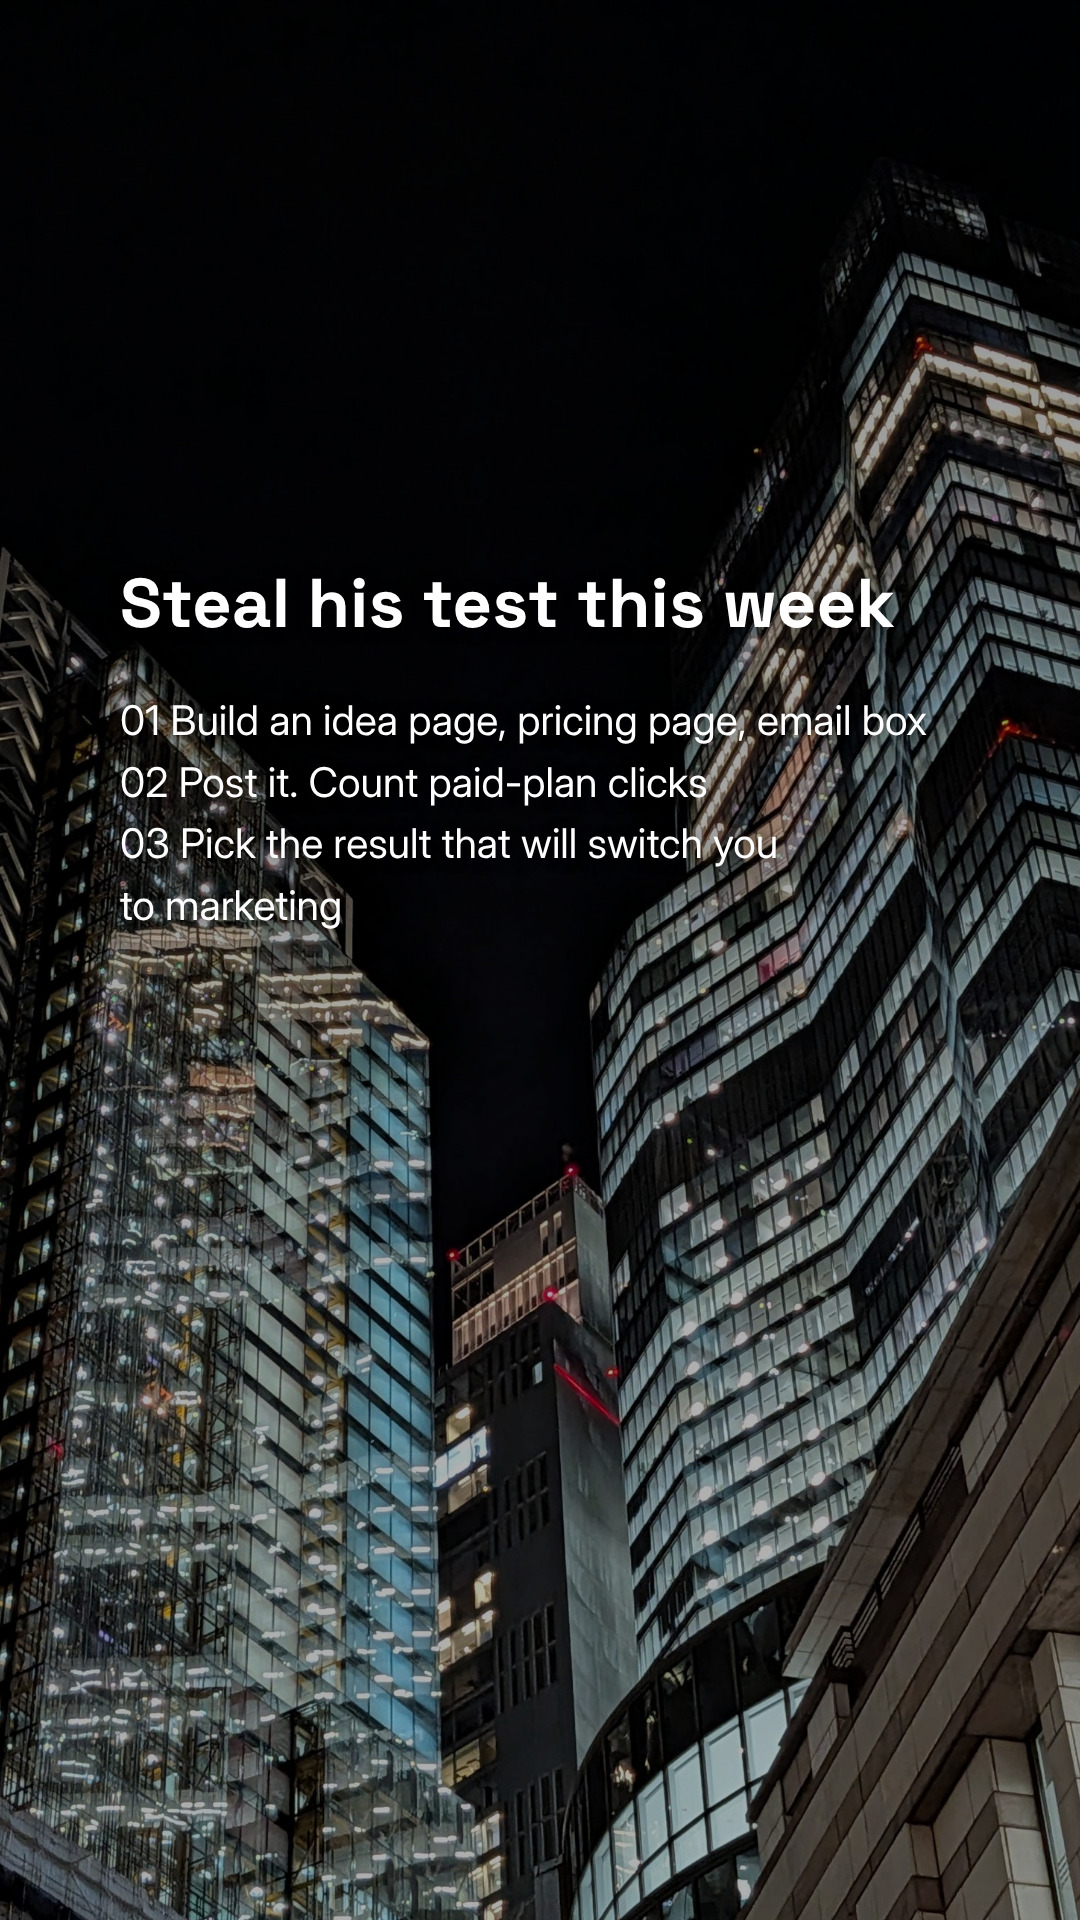 Steal his test this week
01 Build an idea page, pricing page, email box
02 Post it. Count paid-plan clicks
03 Pick the result that will switch you
to marketing